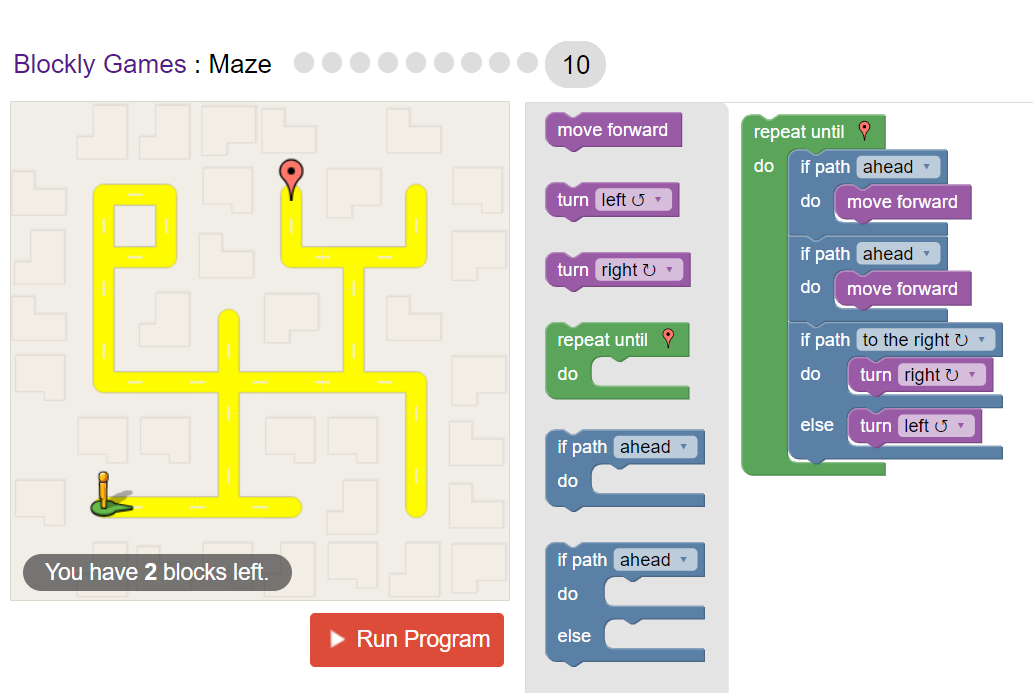 Blockly Games : Maze 10
You have 2 blocks left.
Run Program
move forward
turn left ↺ ▾
turn right ↻ ▾
repeat until
do
if path ahead ▾
do
if path ahead ▾
do
else
repeat until
do
if path ahead ▾
do move forward
if path ahead ▾
do move forward
if path to the right ↻ ▾
do turn right ↻ ▾
else turn left ↺ ▾